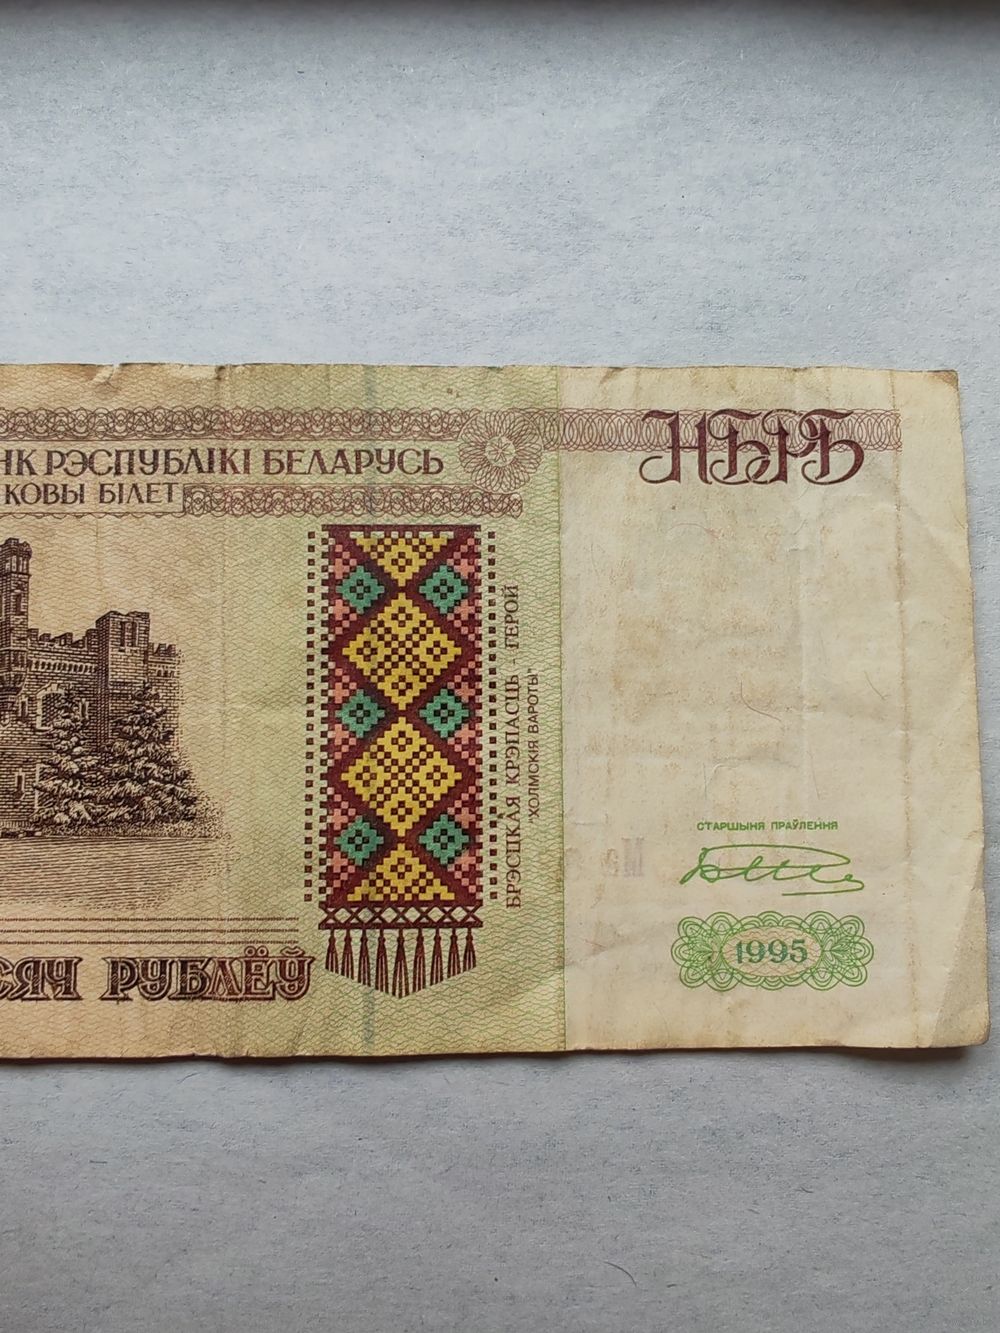 НК РЭСПУБЛІКІ БЕЛАРУСЬ
КОВЫ БІЛЕТ
НБРБ
БРЭСЦКАЯ КРЭПАСЦЬ - ГЕРОЙ
"ХОЛМСКІЯ ВАРОТЫ"
СТАРШЫНЯ ПРАЎЛЕННЯ
1995
СЯЧ РУБЛЁЎ